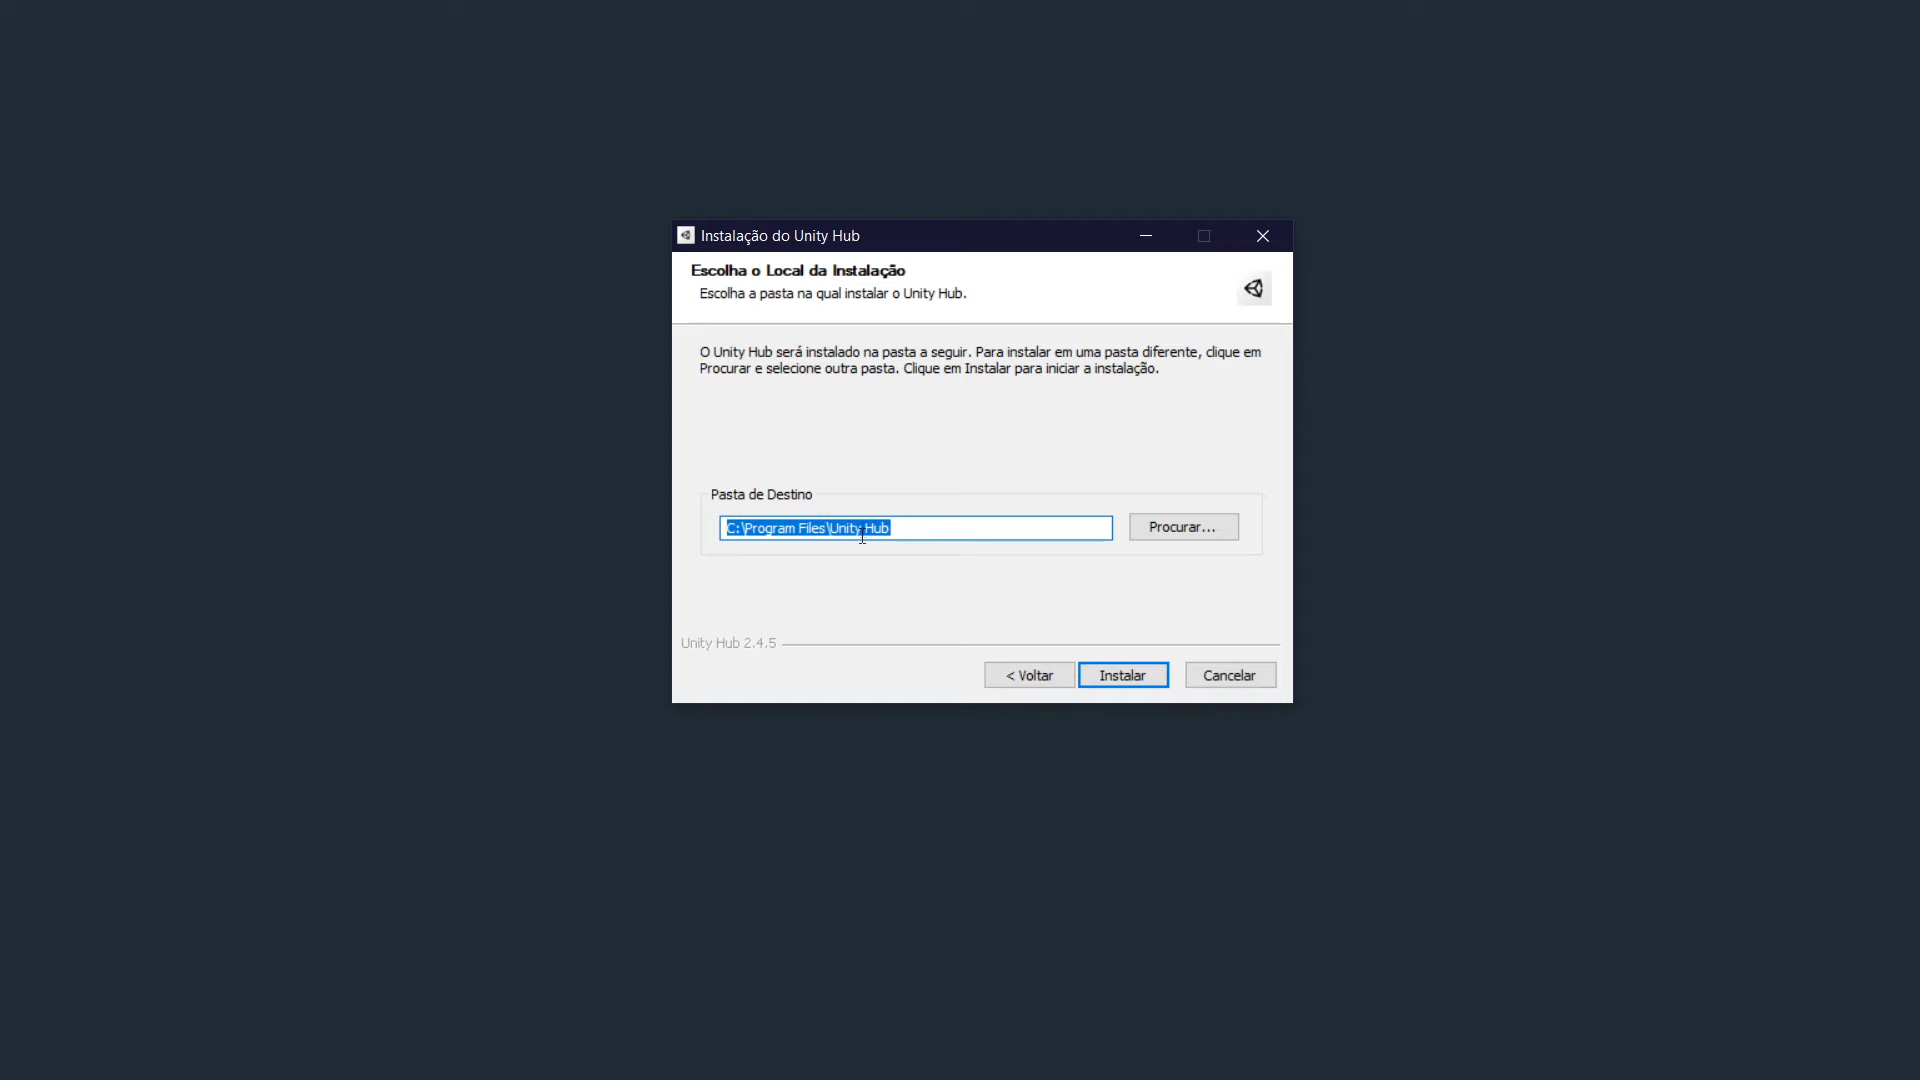 Instalação do Unity Hub
Escolha o Local da Instalação
Escolha a pasta na qual instalar o Unity Hub.
O Unity Hub será instalado na pasta a seguir. Para instalar em uma pasta diferente, clique em
Procurar e selecione outra pasta. Clique em Instalar para iniciar a instalação.
Pasta de Destino
C:\Program Files\Unity Hub
Procurar...
Unity Hub 2.4.5
< Voltar
Instalar
Cancelar